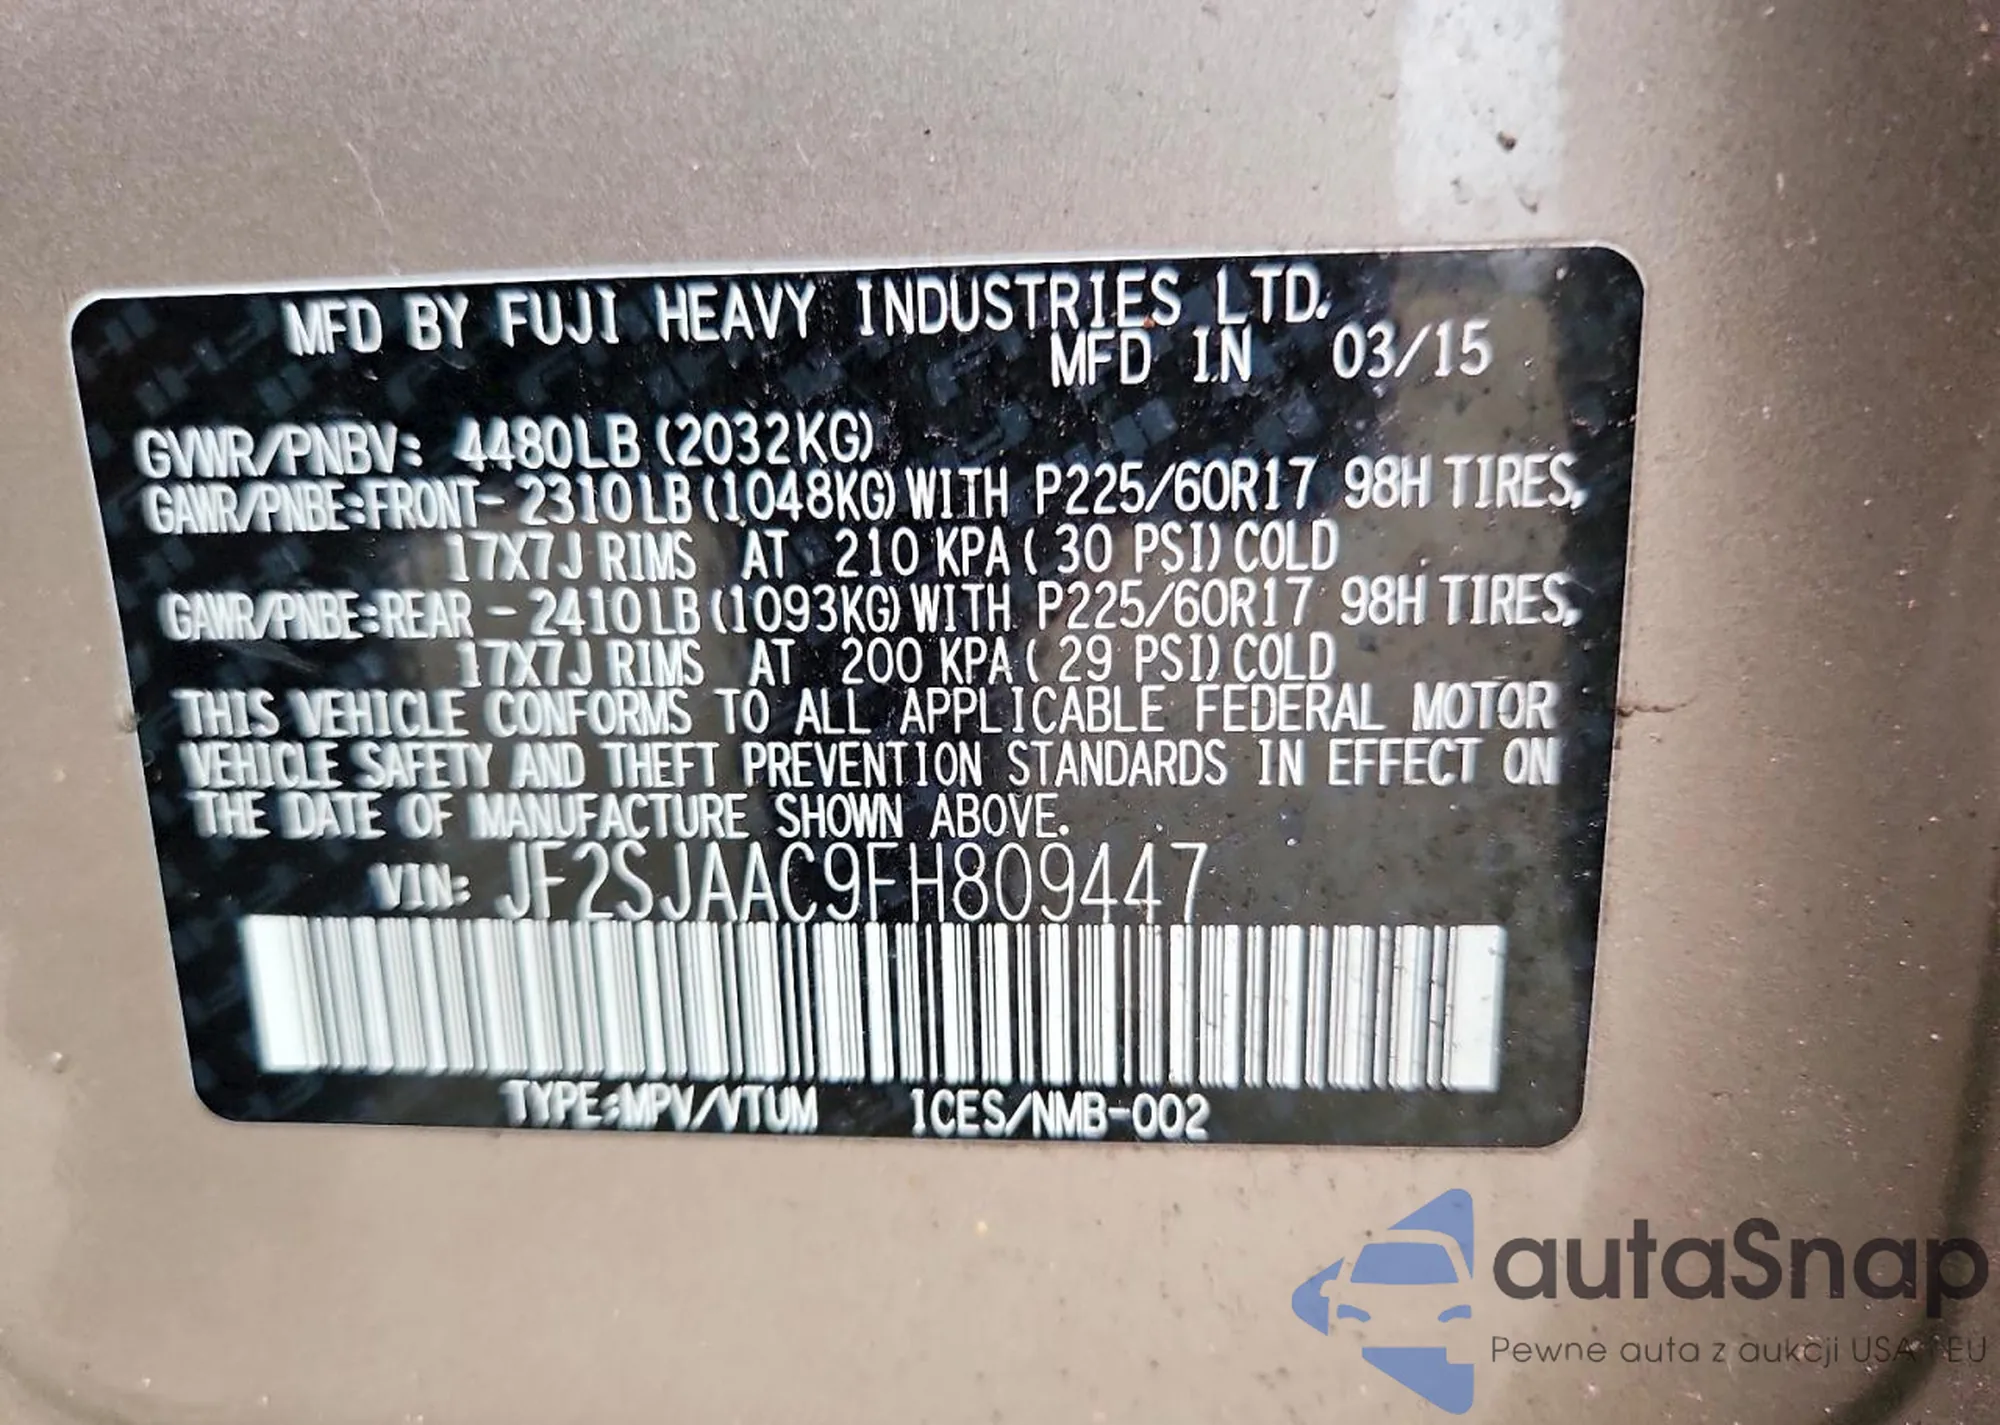 MFD BY FUJI HEAVY INDUSTRIES LTD.
MFD IN 03/15
GVWR/PNBV: 4480LB (2032KG)
GAWR/PNBE:FRONT- 2310LB (1048KG) WITH P225/60R17 98H TIRES,
17X7J RIMS AT 210 KPA ( 30 PSI) COLD
GAWR/PNBE:REAR - 2410LB (1093KG) WITH P225/60R17 98H TIRES,
17X7J RIMS AT 200 KPA ( 29 PSI) COLD
THIS VEHICLE CONFORMS TO ALL APPLICABLE FEDERAL MOTOR
VEHICLE SAFETY AND THEFT PREVENTION STANDARDS IN EFFECT ON
THE DATE OF MANUFACTURE SHOWN ABOVE.
VIN: JF2SJAAC9FH809447
TYPE:MPV/VTUM ICES/NMB-002
autaSnap
Pewne auta z aukcji USA i EU